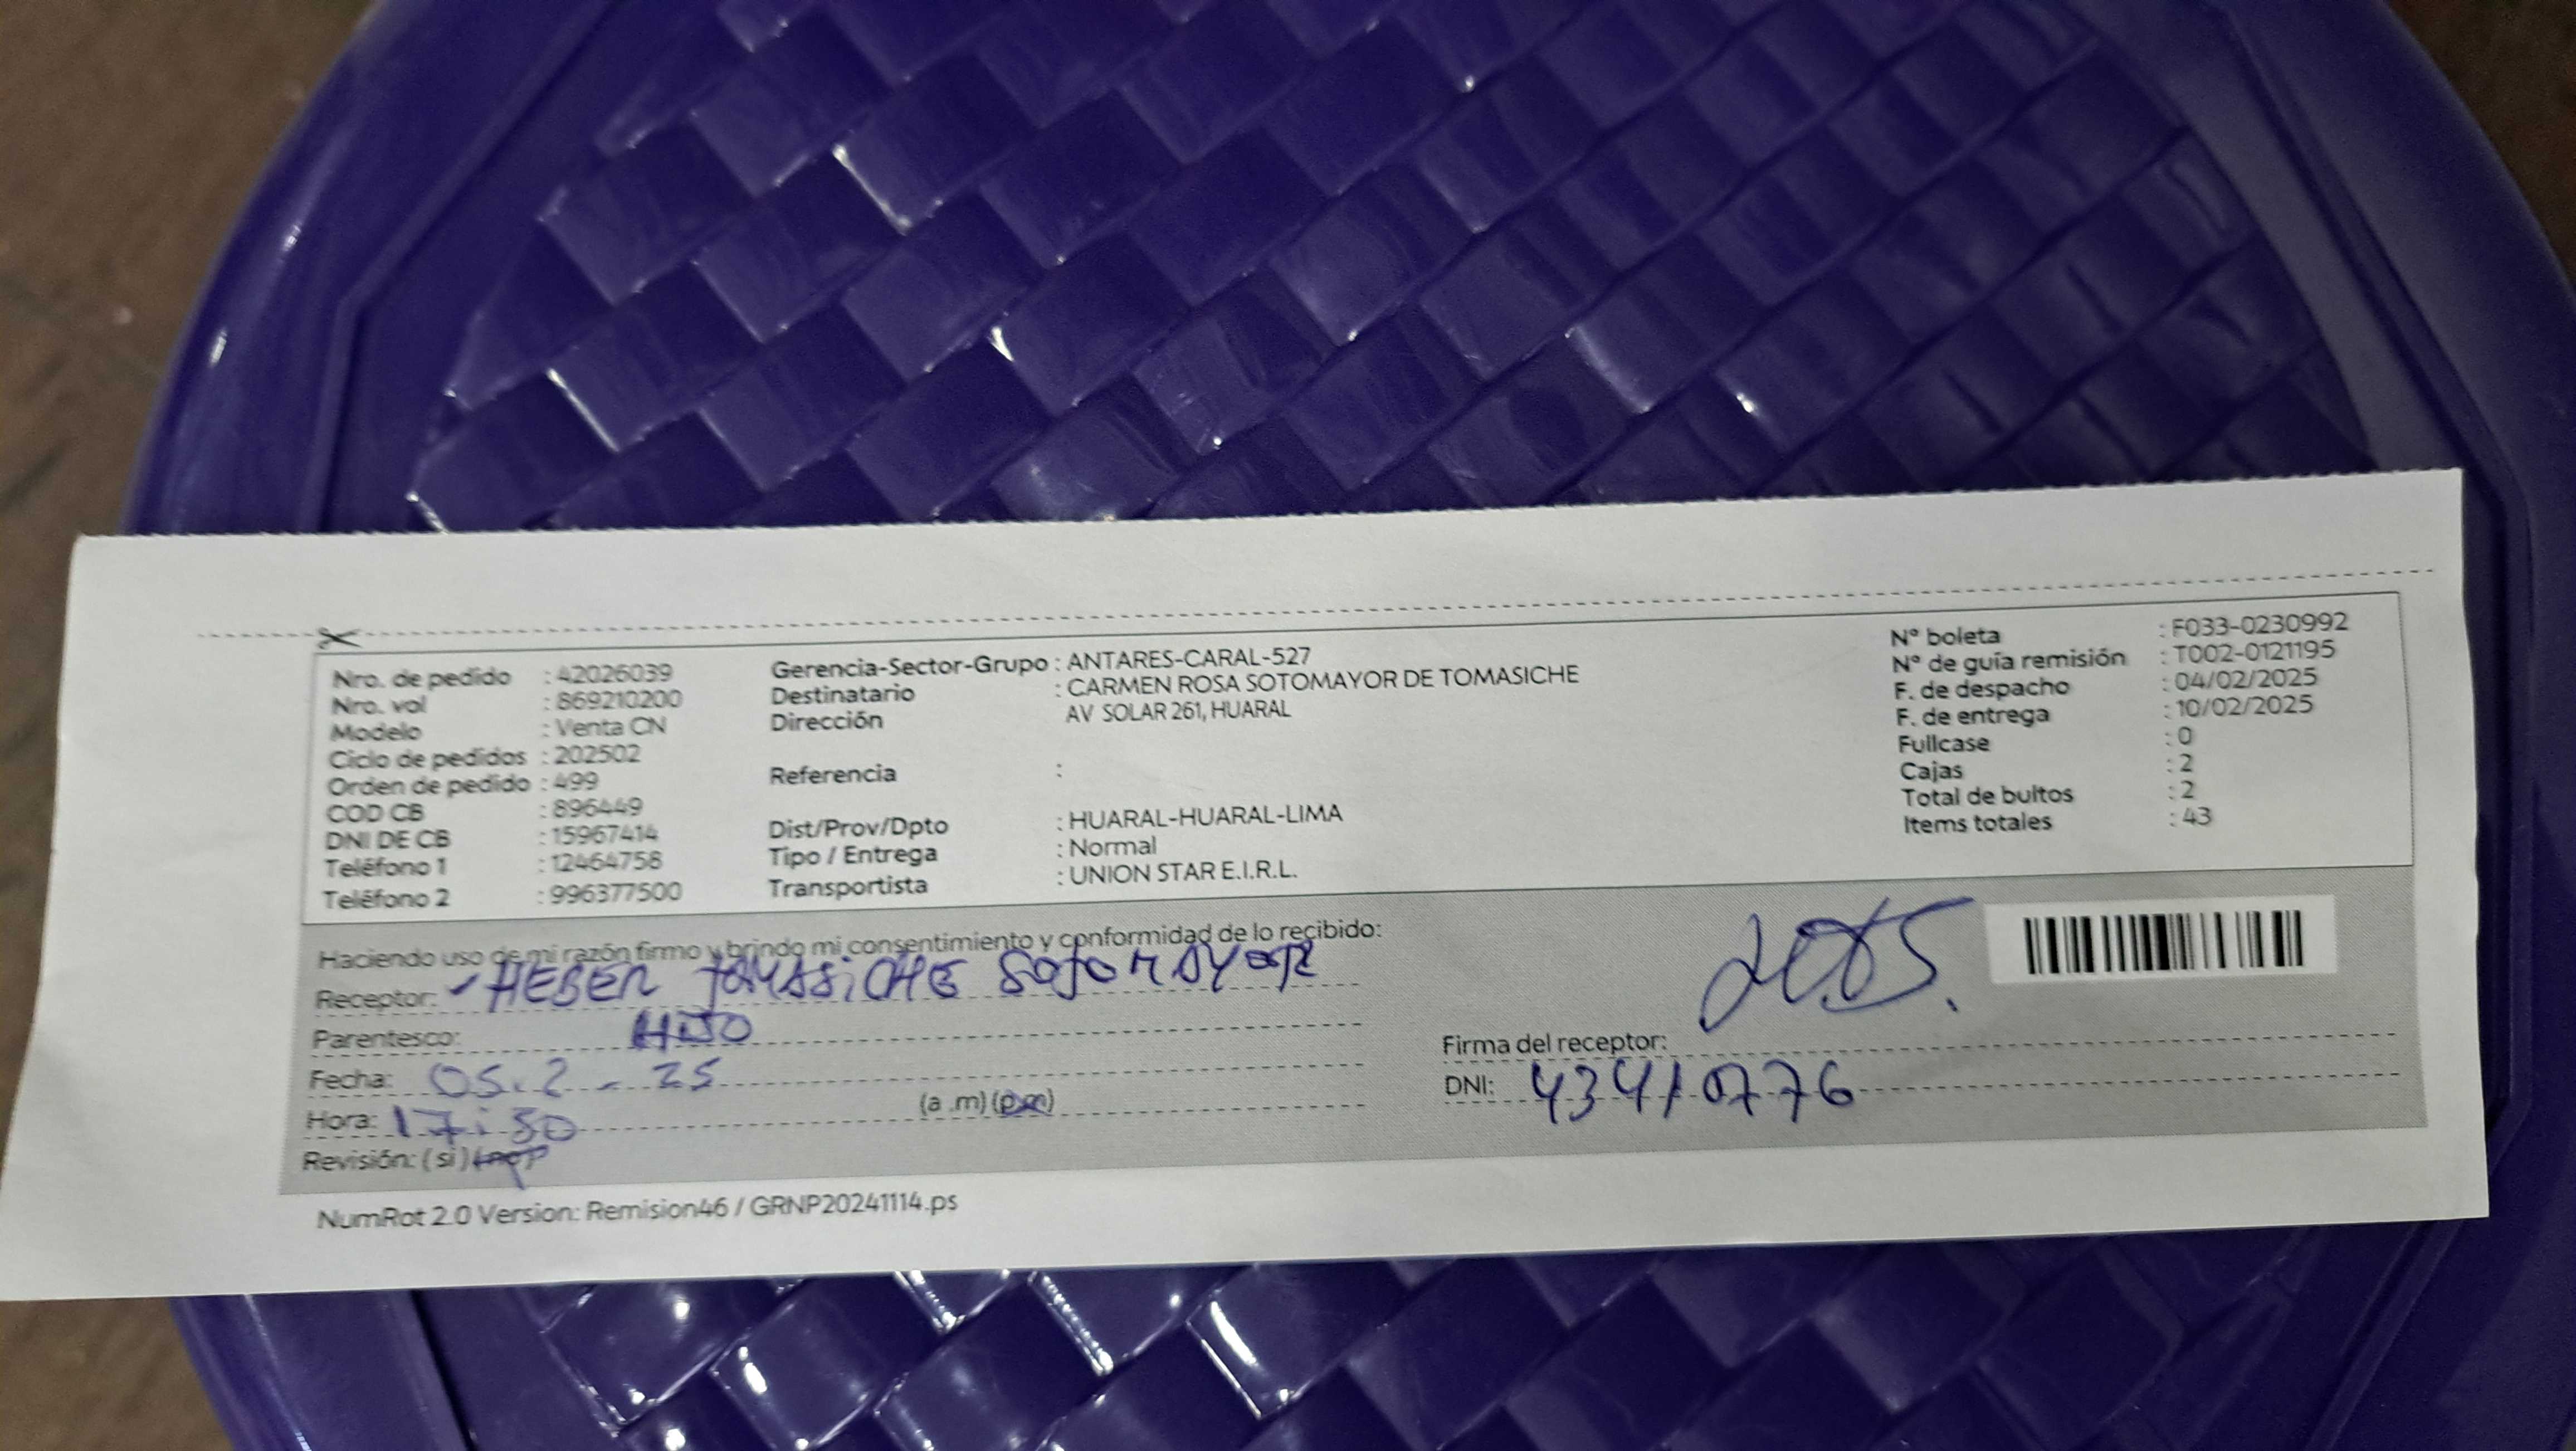 Nro. de pedido : 42026039
Nro. vol : 869210200
Modelo : Venta CN
Ciclo de pedidos : 202502
Orden de pedido : 499
COD CB : 896449
DNI DE CB : 15967414
Teléfono 1 : 12464758
Teléfono 2 : 996377500
Gerencia-Sector-Grupo : ANTARES-CARAL-527
Destinatario : CARMEN ROSA SOTOMAYOR DE TOMASICHE
Dirección AV SOLAR 261, HUARAL
Referencia :
Dist/Prov/Dpto : HUARAL-HUARAL-LIMA
Tipo / Entrega : Normal
Transportista : UNION STAR E.I.R.L.
N° boleta : F033-0230992
N° de guía remisión : T002-0121195
F. de despacho : 04/02/2025
F. de entrega : 10/02/2025
Fullcase : 0
Cajas : 2
Total de bultos : 2
Items totales : 43
Haciendo uso de mi razón firmo y brindo mi consentimiento y conformidad de lo recibido:
Receptor: HEBER TOMASiCHE SOTOMAYOR
Parentesco: HIJO
Fecha: 05.2-25
Hora: 17:50 (a .m) (p.m)
Revisión: (si) (no)
Firma del receptor:
DNI: 43410776
NumRot 2.0 Version: Remision46 / GRNP20241114.ps